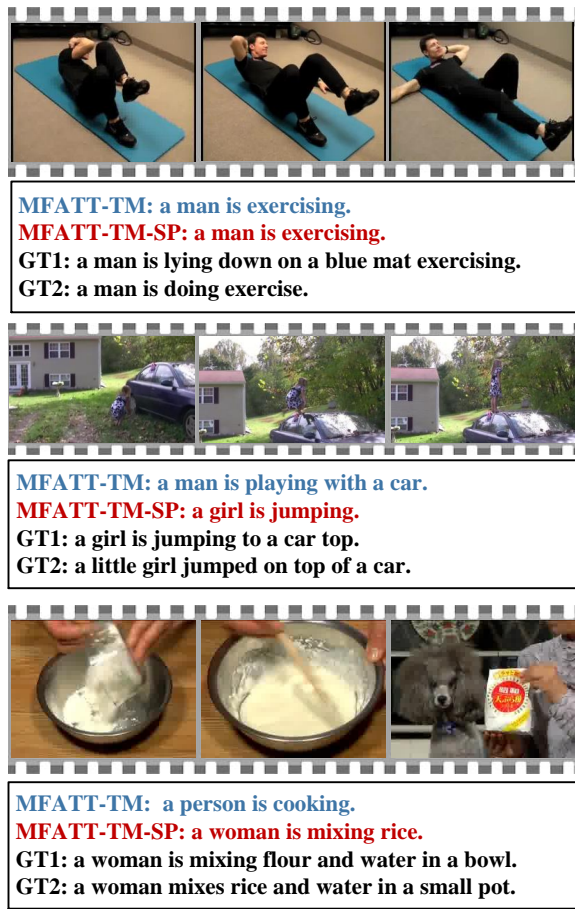 MFATT-TM: a man is exercising.
MFATT-TM-SP: a man is exercising.
GT1: a man is lying down on a blue mat exercising.
GT2: a man is doing exercise.
MFATT-TM: a man is playing with a car.
MFATT-TM-SP: a girl is jumping.
GT1: a girl is jumping to a car top.
GT2: a little girl jumped on top of a car.
MFATT-TM: a person is cooking.
MFATT-TM-SP: a woman is mixing rice.
GT1: a woman is mixing flour and water in a bowl.
GT2: a woman mixes rice and water in a small pot.